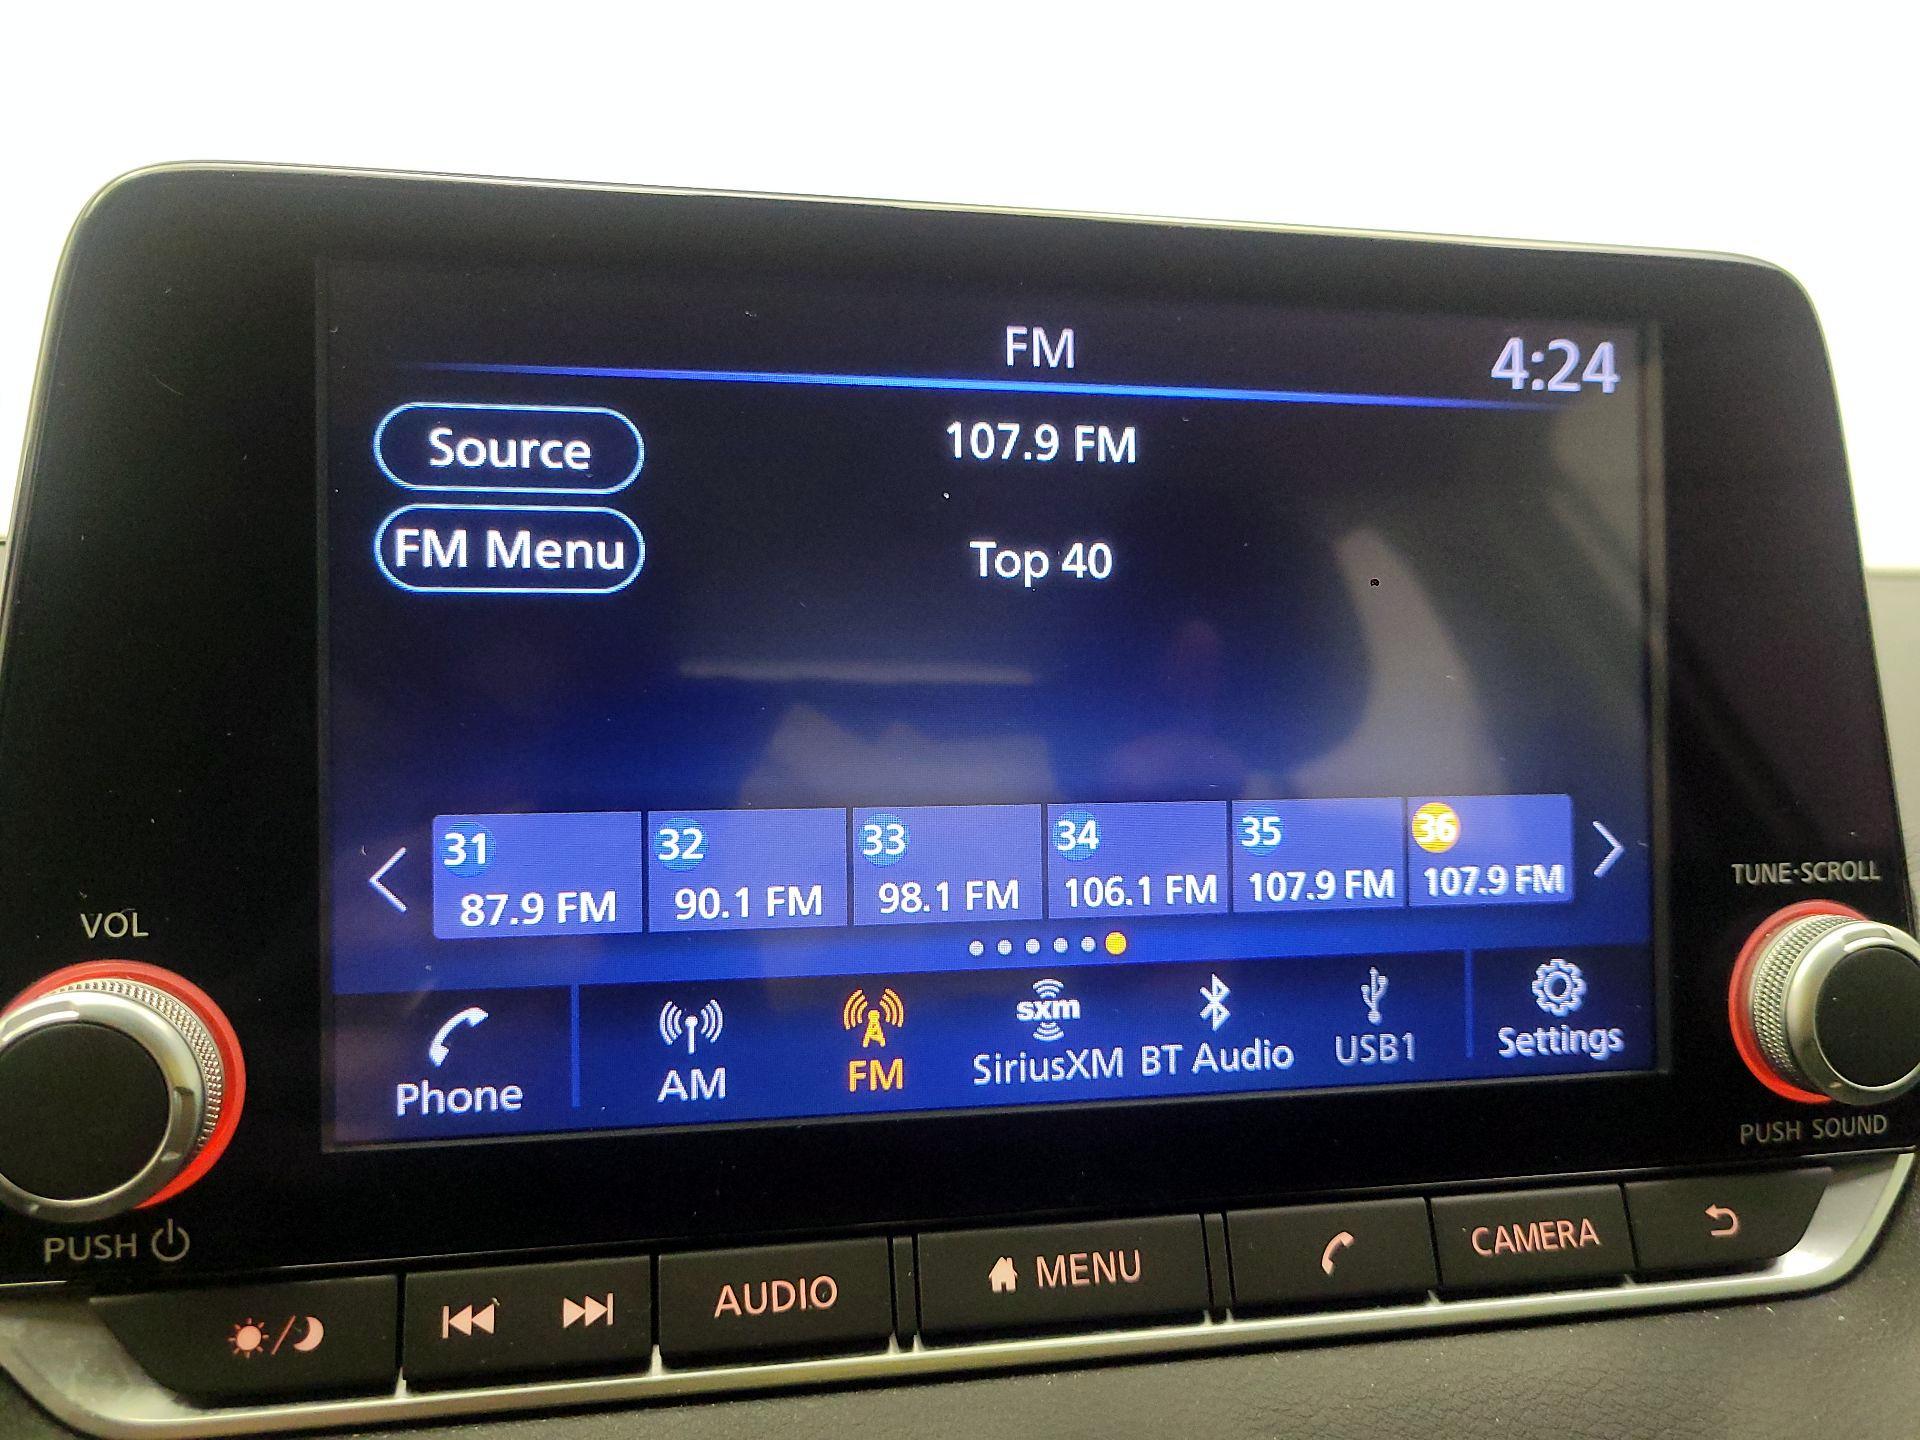 FM
4:24
Source
107.9 FM
FM Menu
Top 40
31 32 33 34 35 36
87.9 FM 90.1 FM 98.1 FM 106.1 FM 107.9 FM 107.9 FM
VOL
TUNE·SCROLL
Phone AM FM sxm SiriusXM BT Audio USB1 Settings
PUSH
PUSH SOUND
AUDIO MENU CAMERA